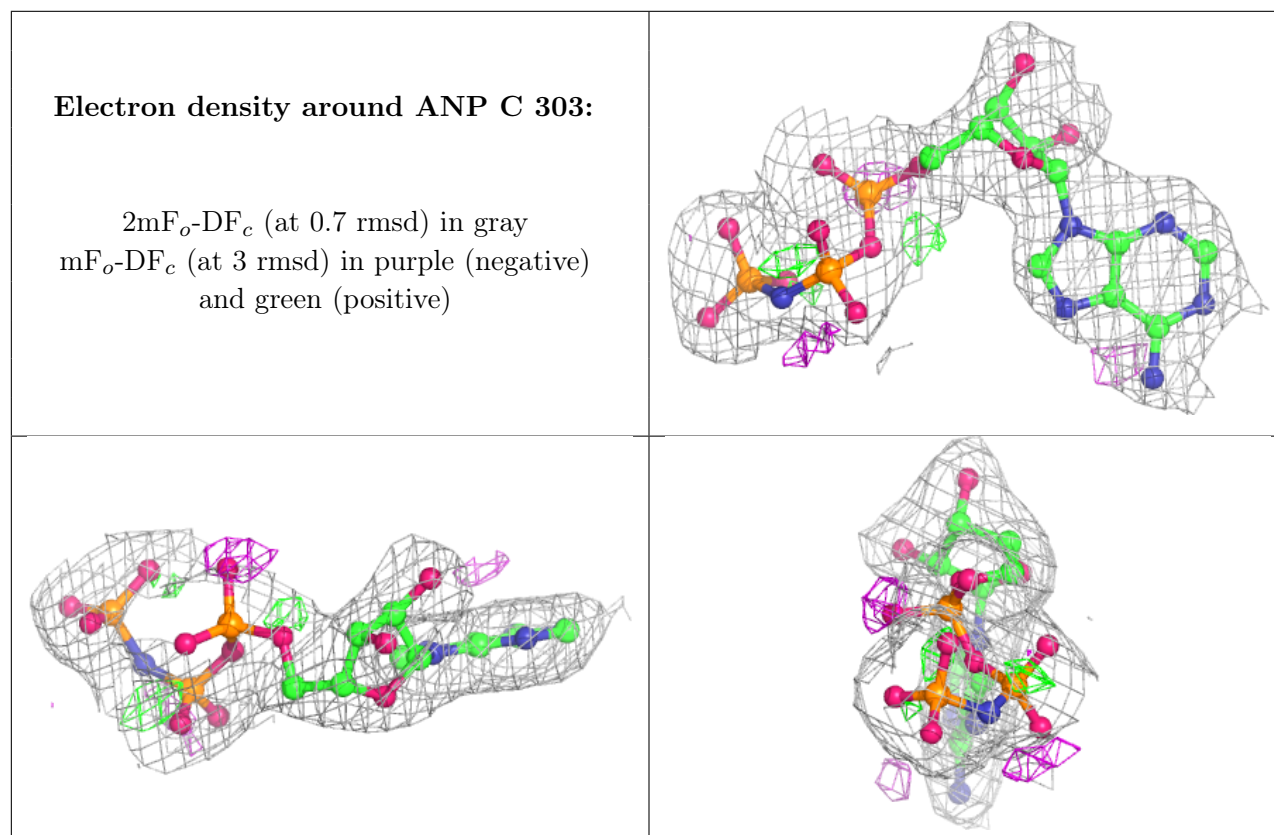 Electron density around ANP C 303:
2mFo-DFc (at 0.7 rmsd) in gray
mFo-DFc (at 3 rmsd) in purple (negative)
and green (positive)